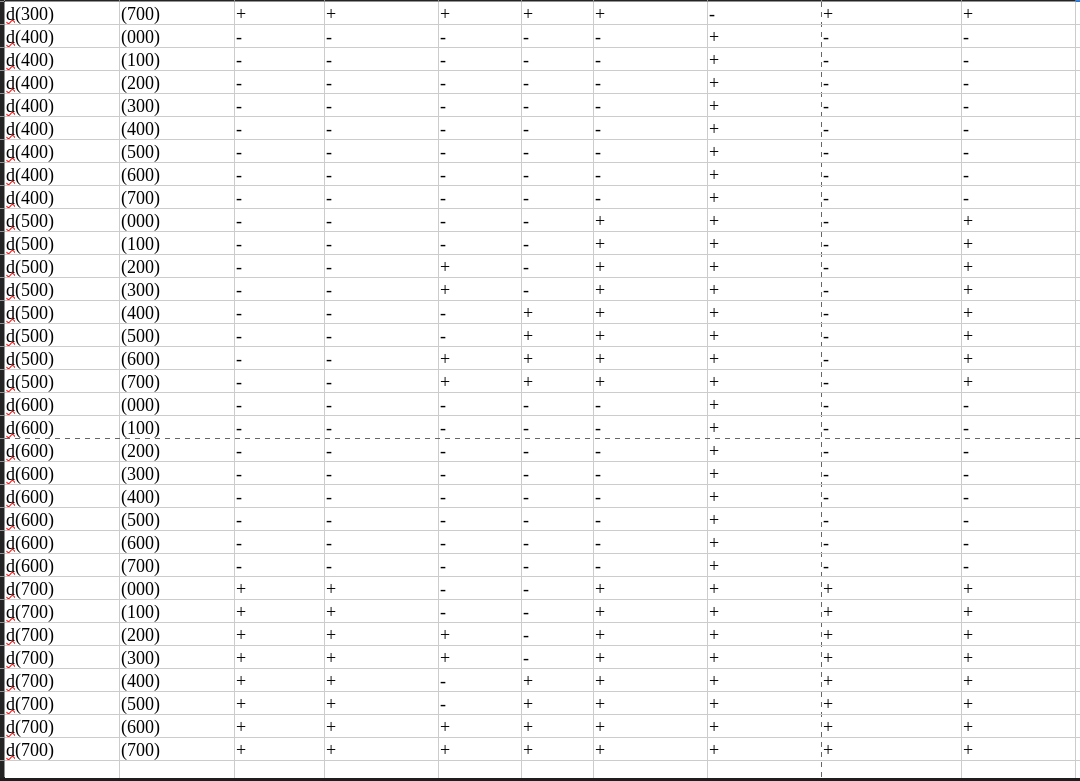 d(300) (700) + + + + + - + +
d(400) (000) - - - - - + - -
d(400) (100) - - - - - + - -
d(400) (200) - - - - - + - -
d(400) (300) - - - - - + - -
d(400) (400) - - - - - + - -
d(400) (500) - - - - - + - -
d(400) (600) - - - - - + - -
d(400) (700) - - - - - + - -
d(500) (000) - - - - + + - +
d(500) (100) - - - - + + - +
d(500) (200) - - + - + + - +
d(500) (300) - - + - + + - +
d(500) (400) - - - + + + - +
d(500) (500) - - - + + + - +
d(500) (600) - - + + + + - +
d(500) (700) - - + + + + - +
d(600) (000) - - - - - + - -
d(600) (100) - - - - - + - -
d(600) (200) - - - - - + - -
d(600) (300) - - - - - + - -
d(600) (400) - - - - - + - -
d(600) (500) - - - - - + - -
d(600) (600) - - - - - + - -
d(600) (700) - - - - - + - -
d(700) (000) + + - - + + + +
d(700) (100) + + - - + + + +
d(700) (200) + + + - + + + +
d(700) (300) + + + - + + + +
d(700) (400) + + - + + + + +
d(700) (500) + + - + + + + +
d(700) (600) + + + + + + + +
d(700) (700) + + + + + + + +